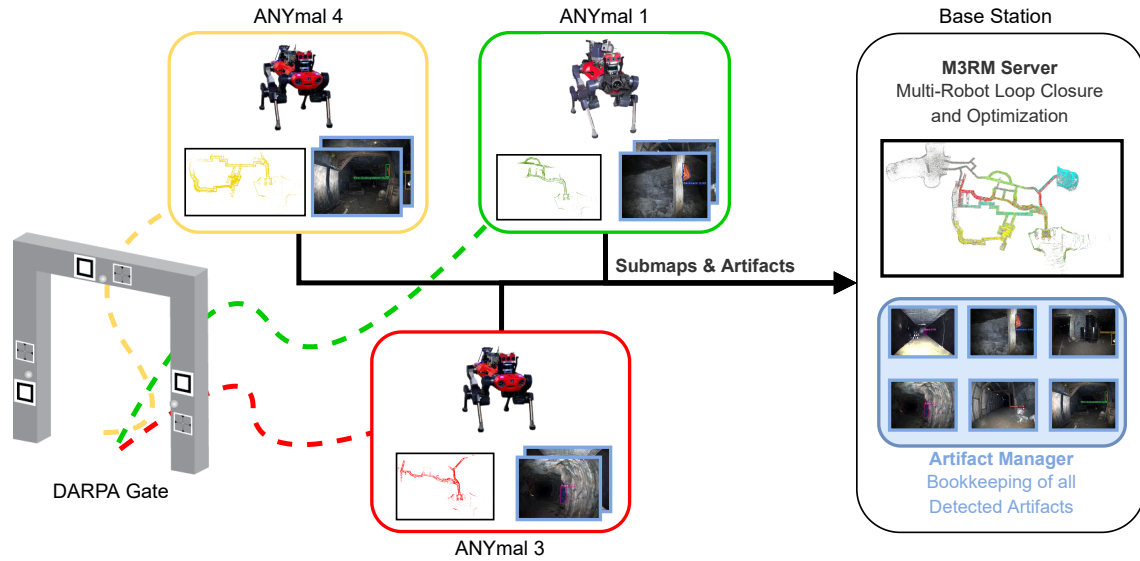 ANYmal 4
ANYmal 1
Base Station
M3RM Server
Multi-Robot Loop Closure
and Optimization
Submaps & Artifacts
DARPA Gate
ANYmal 3
Artifact Manager
Bookkeeping of all
Detected Artifacts